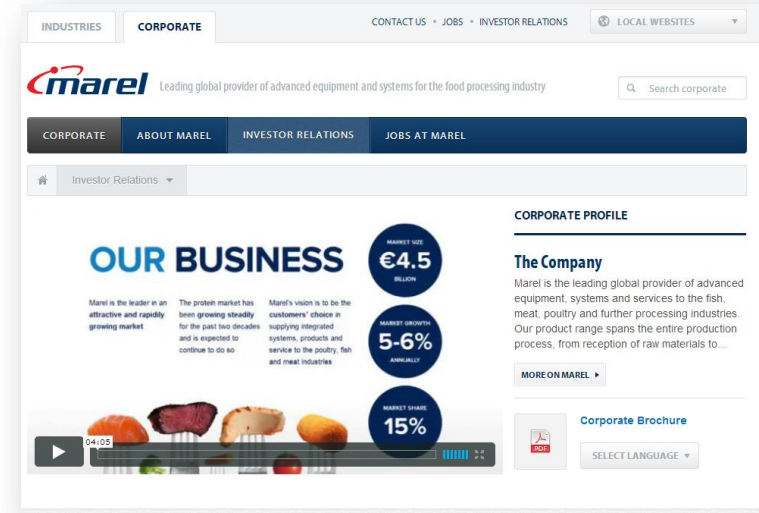 INDUSTRIES
CORPORATE
CONTACT US • JOBS • INVESTOR RELATIONS
LOCAL WEBSITES
marel
Leading global provider of advanced equipment and systems for the food processing industry
Search corporate
CORPORATE
ABOUT MAREL
INVESTOR RELATIONS
JOBS AT MAREL
Investor Relations
OUR BUSINESS
Marel is the leader in an
attractive and rapidly
growing market
The protein market has
been growing steadily
for the past two decades
and is expected to
continue to do so
Marel's vision is to be the
customers' choice in
supplying integrated
systems, products and
service to the poultry, fish
and meat industries
MARKET SIZE
€4.5
BILLION
MARKET GROWTH
5-6%
ANNUALLY
MARKET SHARE
15%
04:05
CORPORATE PROFILE
The Company
Marel is the leading global provider of advanced
equipment, systems and services to the fish,
meat, poultry and further processing industries.
Our product range spans the entire production
process, from reception of raw materials to...
MORE ON MAREL
PDF
Corporate Brochure
SELECT LANGUAGE